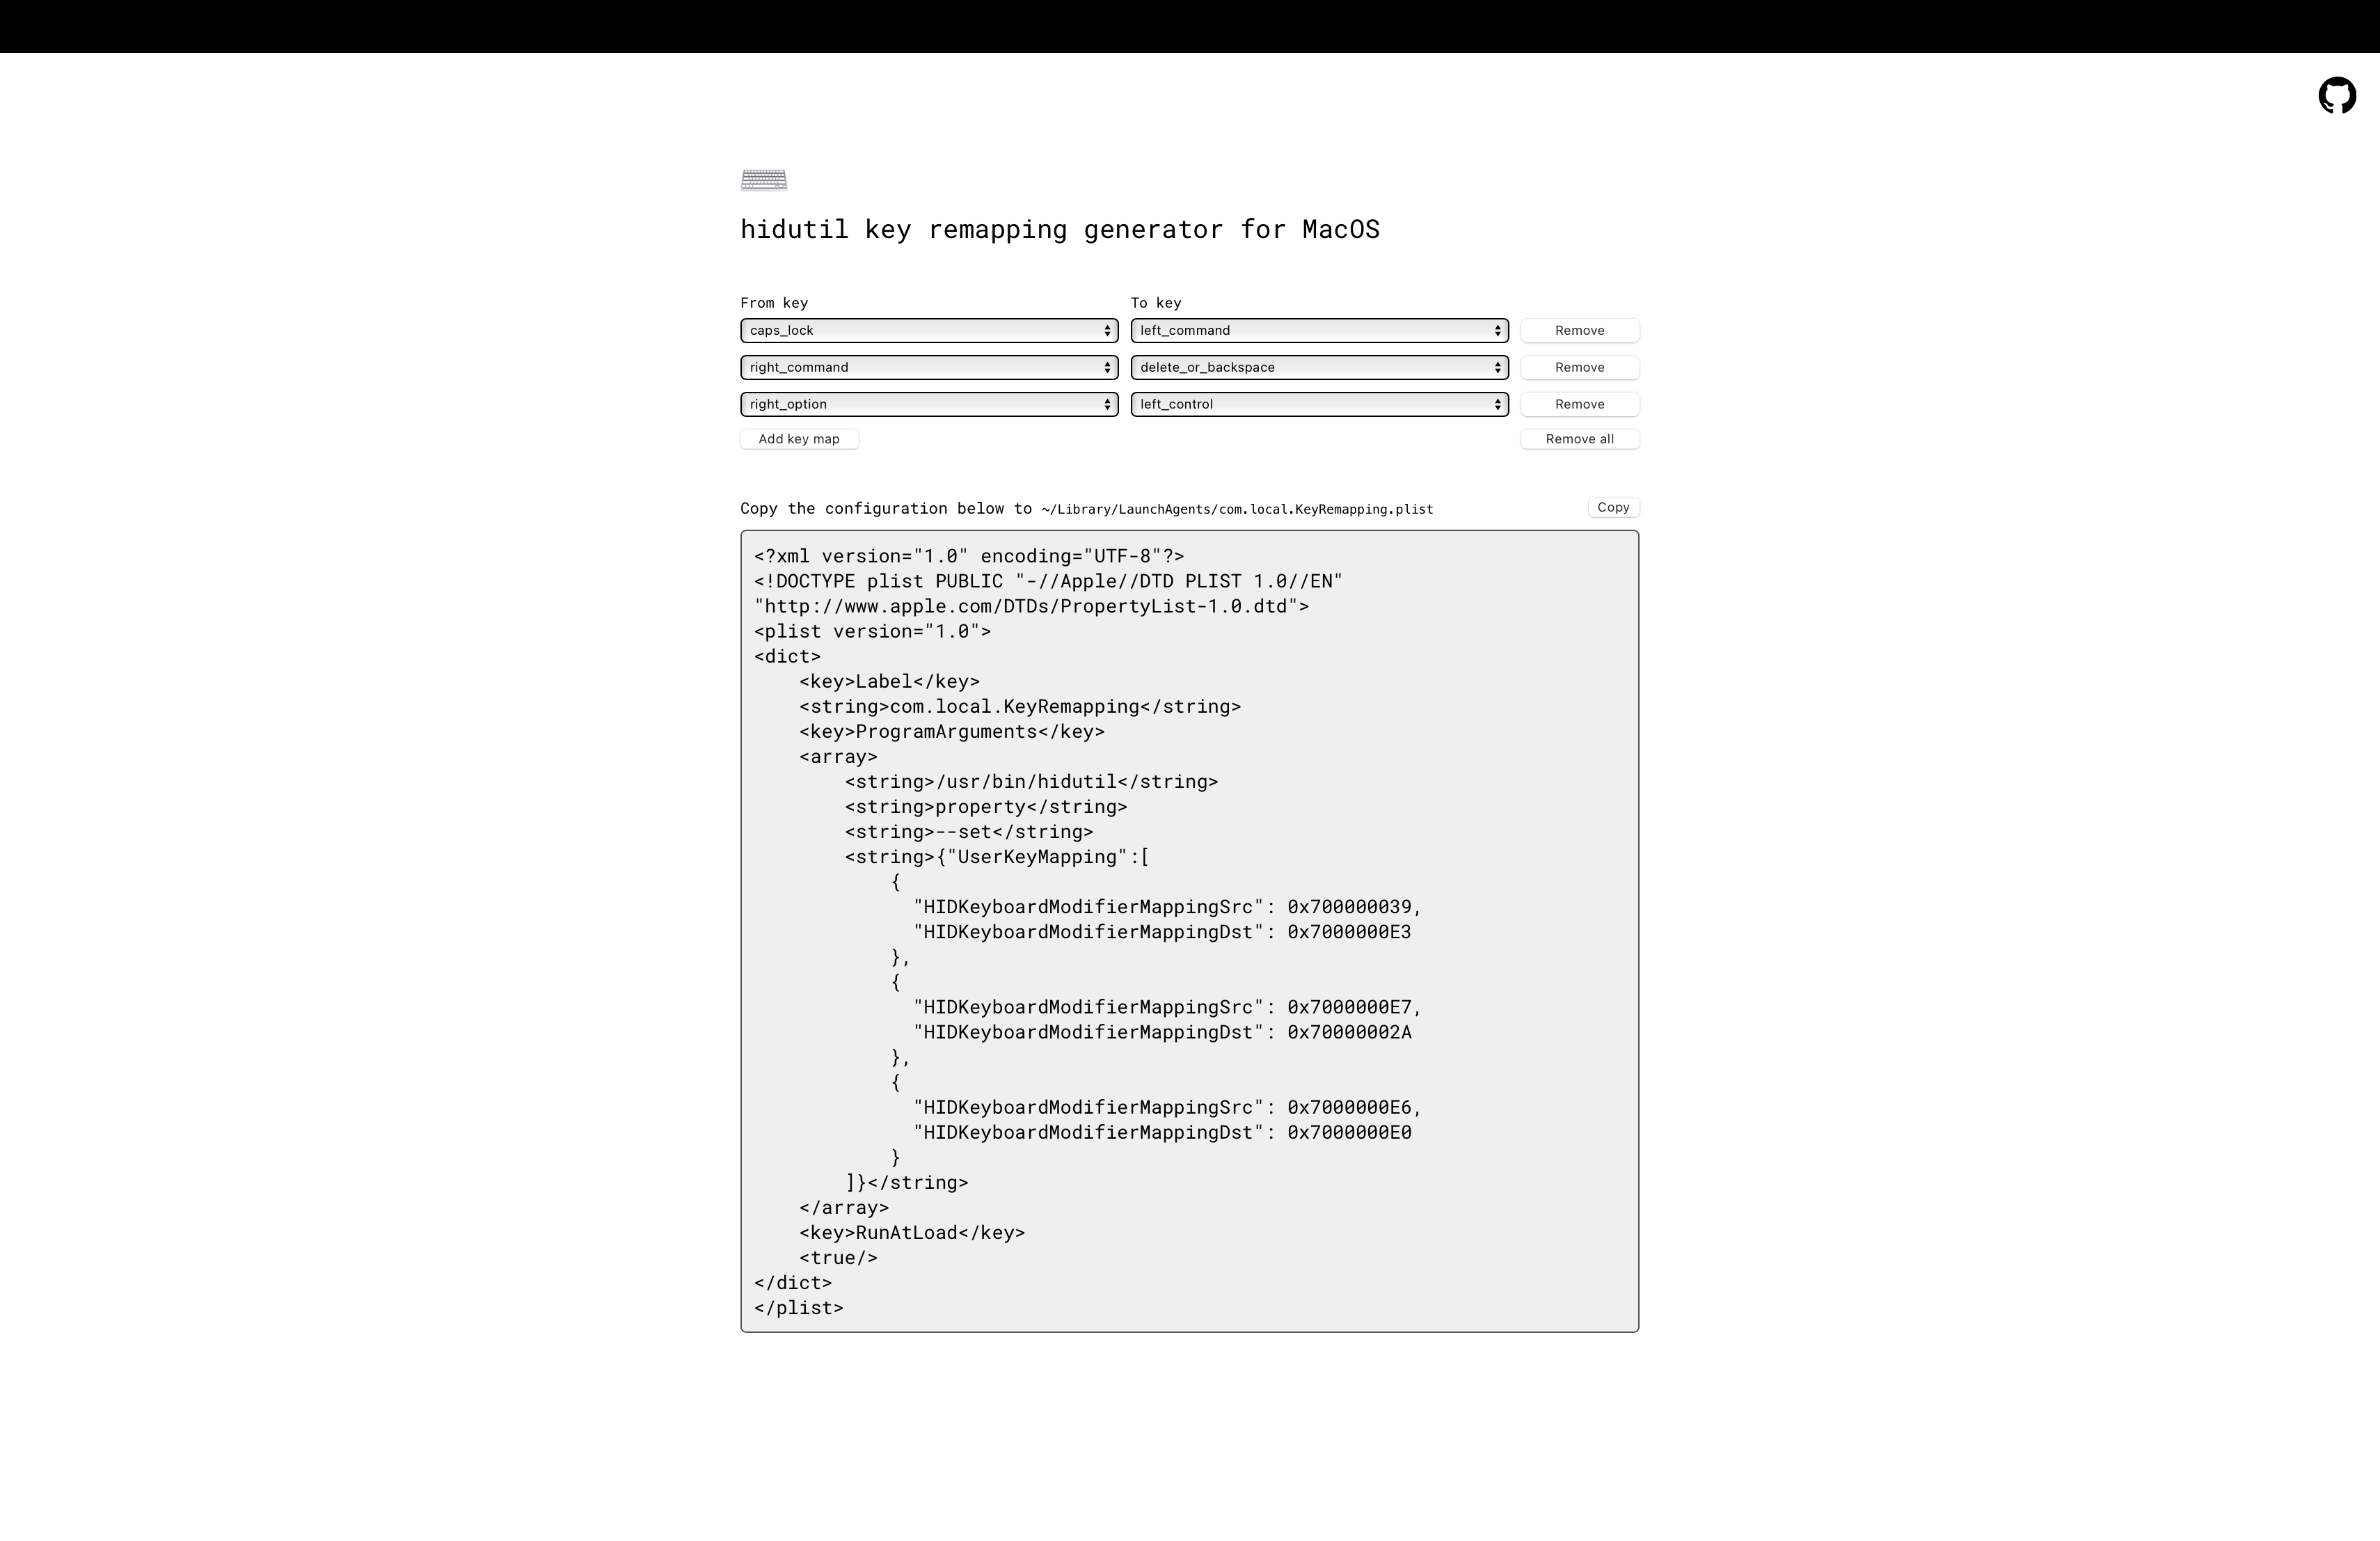 hidutil key remapping generator for MacOS
From key To key
caps_lock left_command Remove
right_command delete_or_backspace Remove
right_option left_control Remove
Add key map Remove all
Copy the configuration below to ~/Library/LaunchAgents/com.local.KeyRemapping.plist Copy
<?xml version="1.0" encoding="UTF-8"?>
<!DOCTYPE plist PUBLIC "-//Apple//DTD PLIST 1.0//EN"
"http://www.apple.com/DTDs/PropertyList-1.0.dtd">
<plist version="1.0">
<dict>
    <key>Label</key>
    <string>com.local.KeyRemapping</string>
    <key>ProgramArguments</key>
    <array>
        <string>/usr/bin/hidutil</string>
        <string>property</string>
        <string>--set</string>
        <string>{"UserKeyMapping":[
            {
              "HIDKeyboardModifierMappingSrc": 0x700000039,
              "HIDKeyboardModifierMappingDst": 0x7000000E3
            },
            {
              "HIDKeyboardModifierMappingSrc": 0x7000000E7,
              "HIDKeyboardModifierMappingDst": 0x70000002A
            },
            {
              "HIDKeyboardModifierMappingSrc": 0x7000000E6,
              "HIDKeyboardModifierMappingDst": 0x7000000E0
            }
        ]}</string>
    </array>
    <key>RunAtLoad</key>
    <true/>
</dict>
</plist>